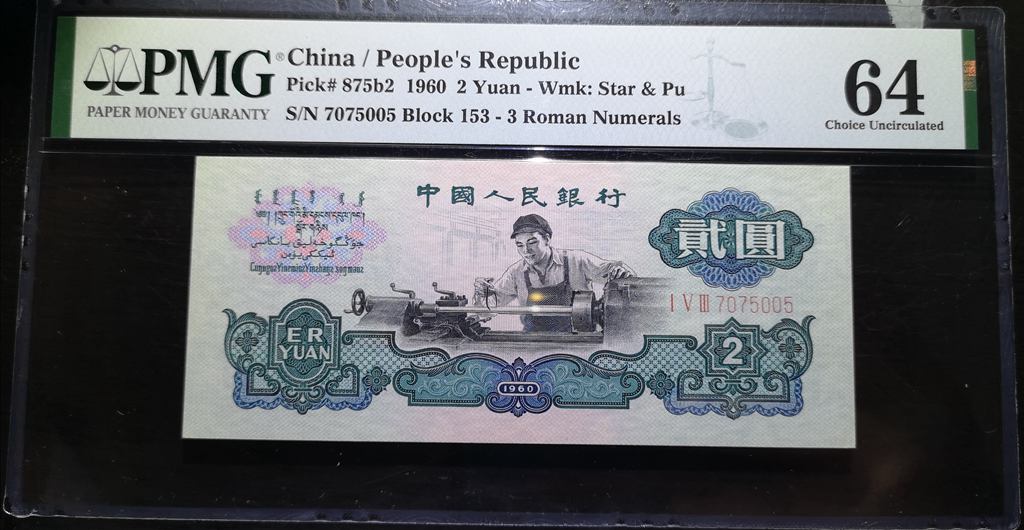 PMG® China / People's Republic
Pick# 875b2 1960 2 Yuan - Wmk: Star & Pu
PAPER MONEY GUARANTY
S/N 7075005 Block 153 - 3 Roman Numerals
64
Choice Uncirculated
中國人民銀行
貳圓
IVIII 7075005
ER
YUAN
2
1960